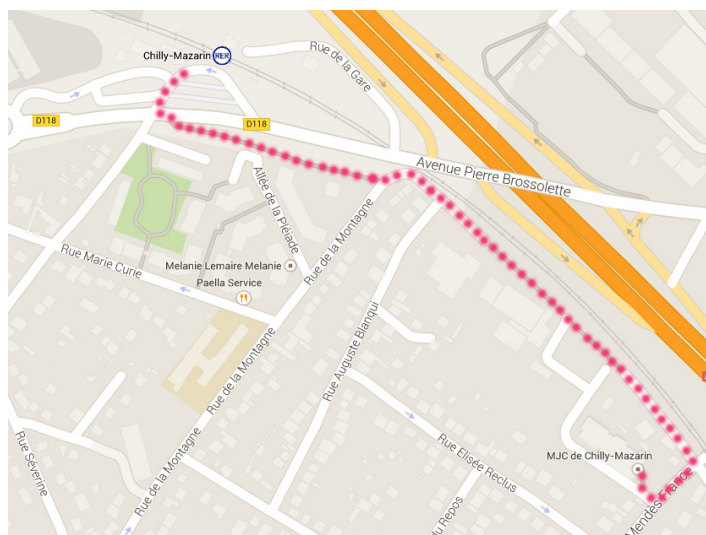 Chilly-Mazarin RER
Rue de la Gare
D118
D118
Avenue Pierre Brossolette
Allée de la Pléiade
Rue de la Montagne
Rue Marie Curie
Melanie Lemaire Melanie
Paella Service
Rue Auguste Blanqui
Rue de la Montagne
Rue Séverine
Rue de la Montagne
Rue Elisée Reclus
MJC de Chilly-Mazarin
du Repos
Mendès France